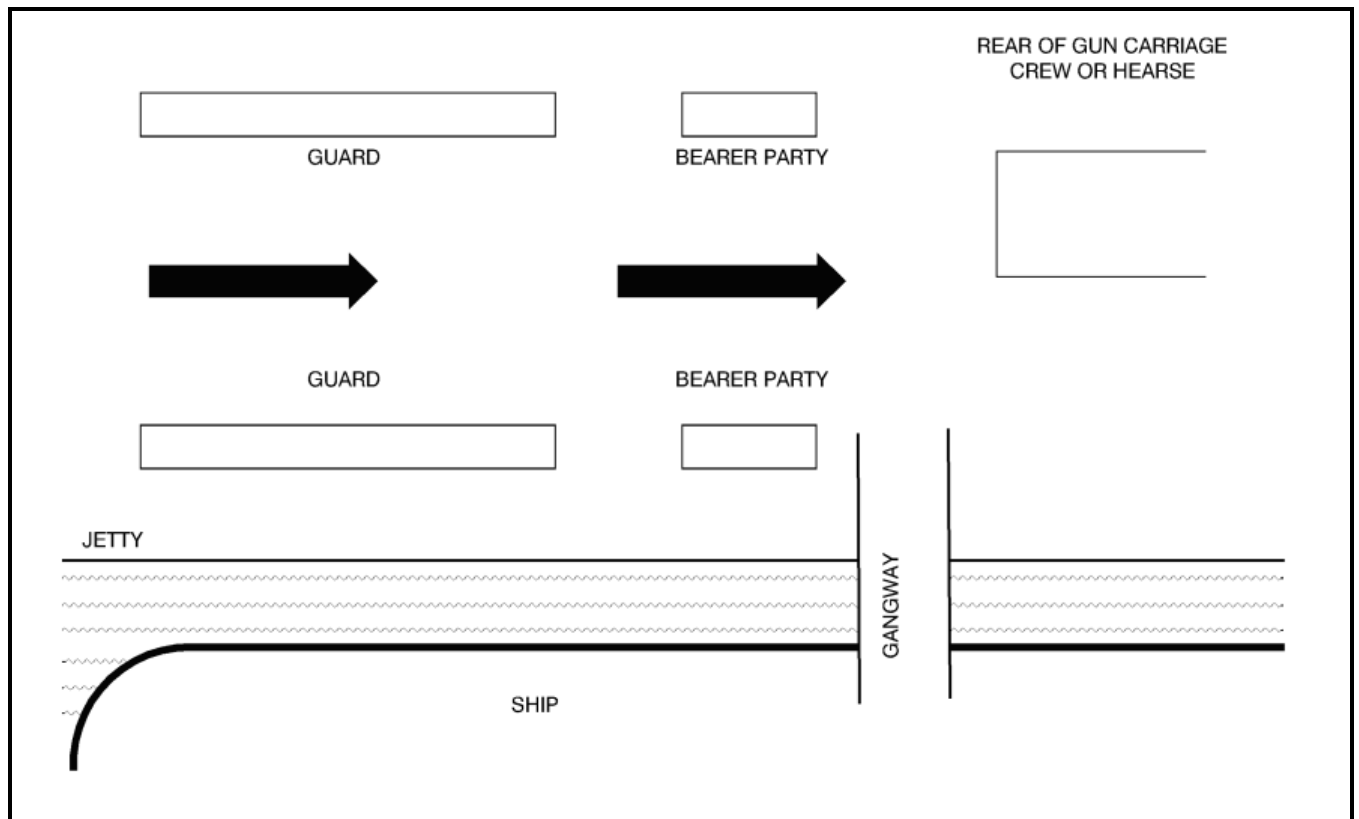 REAR OF GUN CARRIAGE
CREW OR HEARSE
GUARD
BEARER PARTY
GUARD
BEARER PARTY
JETTY
GANGWAY
SHIP